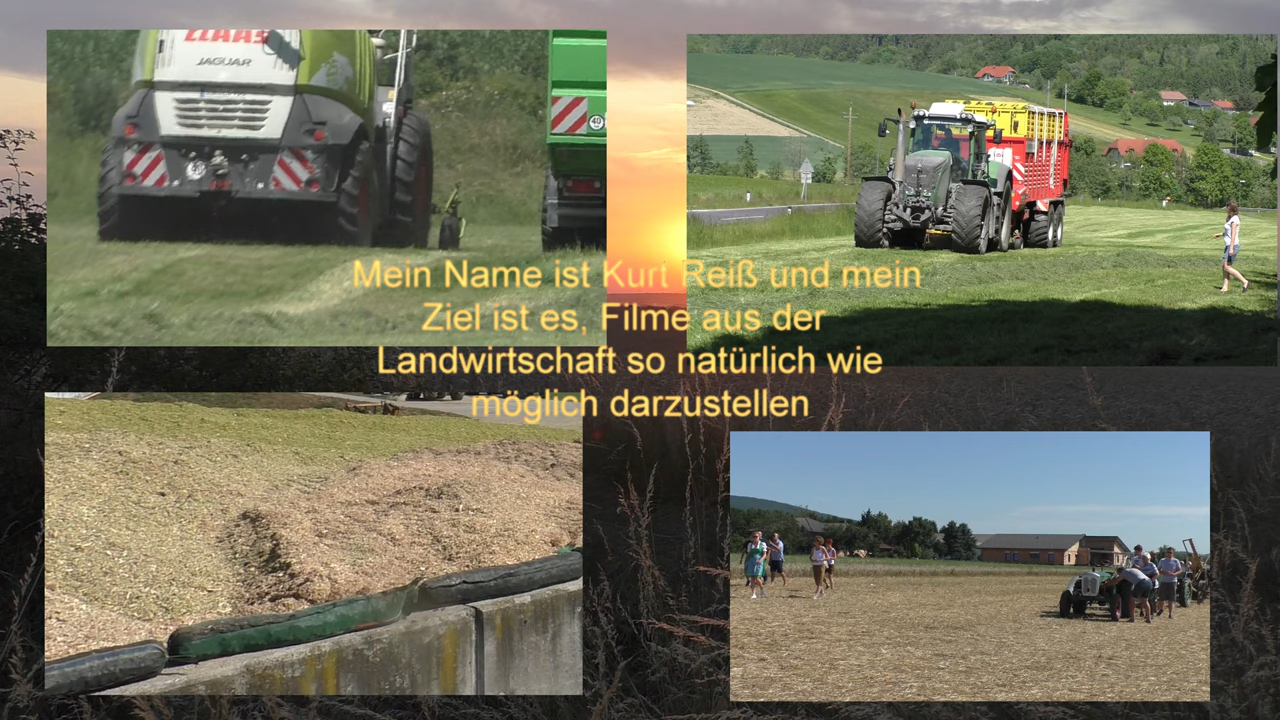 CLAAS
JAGUAR
40
Mein Name ist Kurt Reiß und mein
Ziel ist es, Filme aus der
Landwirtschaft so natürlich wie
möglich darzustellen